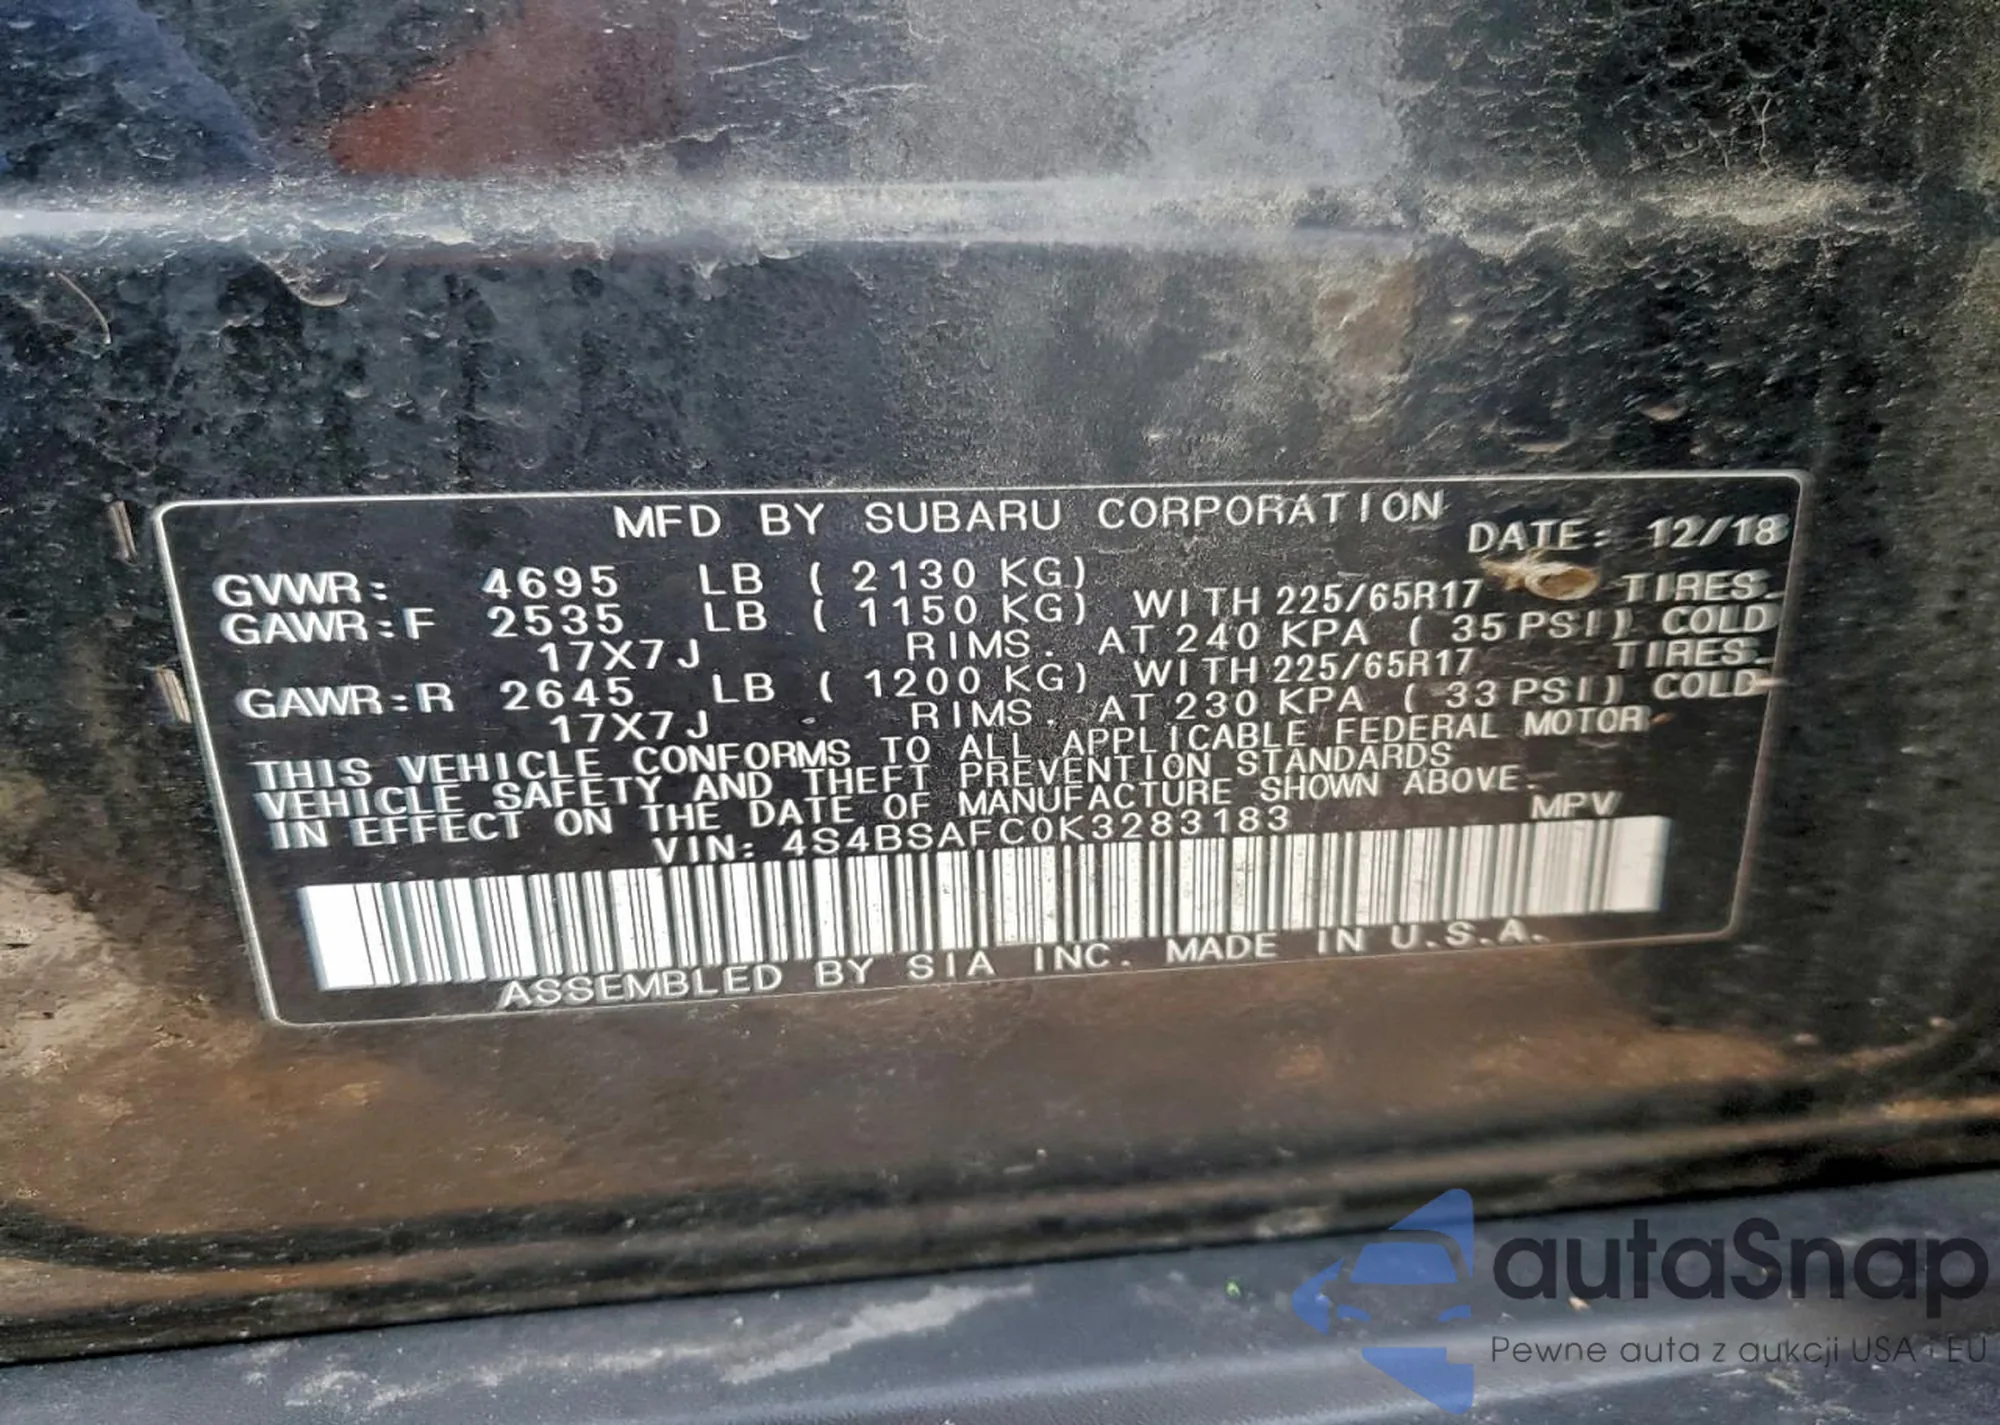 MFD BY SUBARU CORPORATION
DATE: 12/18
GVWR: 4695 LB ( 2130 KG)
GAWR:F 2535 LB ( 1150 KG) WITH 225/65R17 TIRES.
17X7J RIMS. AT 240 KPA ( 35 PSI) COLD
GAWR:R 2645 LB ( 1200 KG) WITH 225/65R17 TIRES.
17X7J RIMS. AT 230 KPA ( 33 PSI) COLD
THIS VEHICLE CONFORMS TO ALL APPLICABLE FEDERAL MOTOR
VEHICLE SAFETY AND THEFT PREVENTION STANDARDS
IN EFFECT ON THE DATE OF MANUFACTURE SHOWN ABOVE.
VIN: 4S4BSAFC0K3283183 MPV
ASSEMBLED BY SIA INC. MADE IN U.S.A.
autaSnap
Pewne auta z aukcji USA i EU